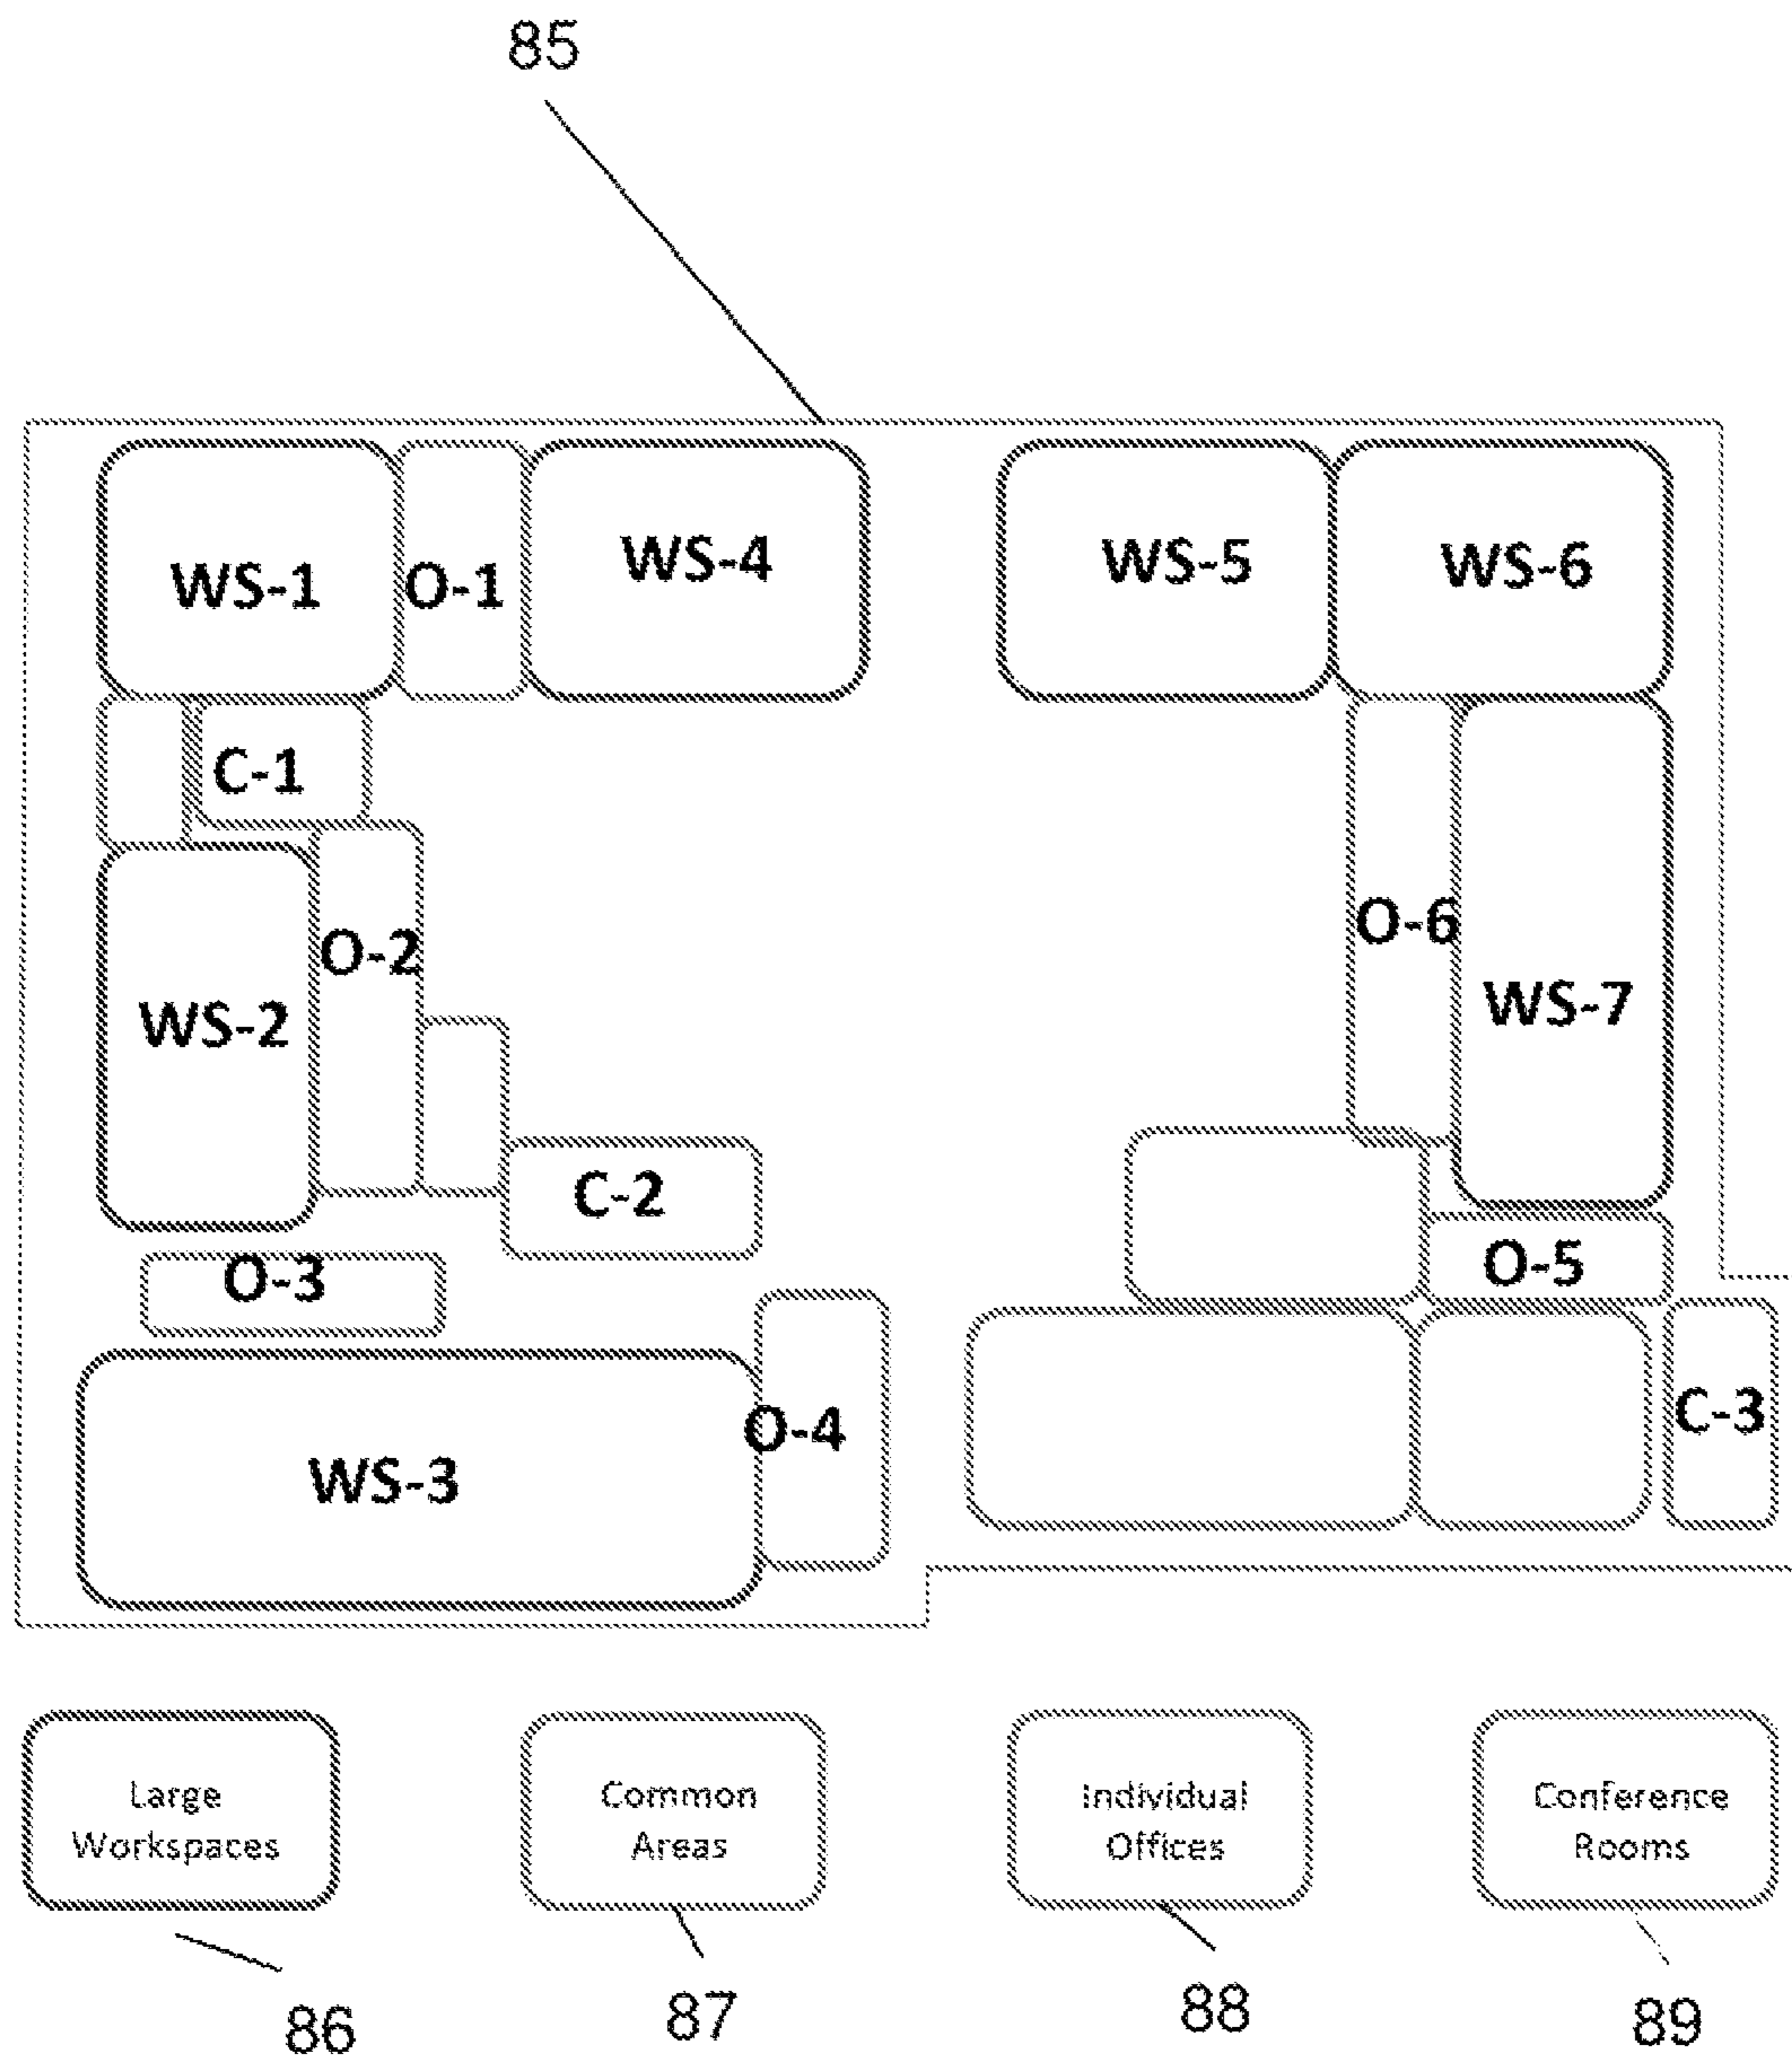 85
WS-1
O-1
WS-4
WS-5
WS-6
C-1
O-2
O-6
WS-2
WS-7
C-2
O-3
O-5
O-4
C-3
WS-3
Large
Workspaces
Common
Areas
Individual
Offices
Conference
Rooms
86
87
88
89